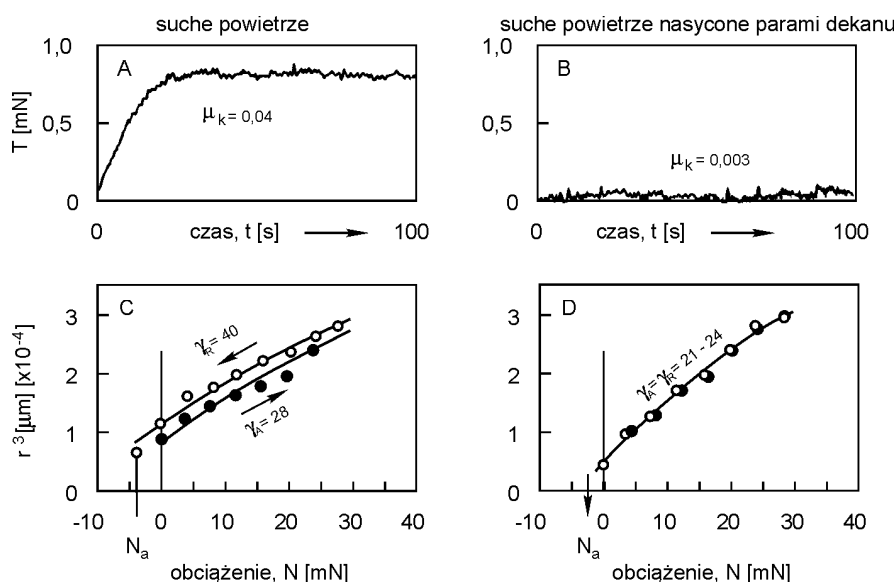 suche powietrze
suche powietrze nasycone parami dekanu
1,0
A
T [mN]
0,5
μk = 0,04
0
0
czas, t [s]
100
1,0
B
T [mN]
0,5
μk = 0,003
0
0
czas, t [s]
100
3
C
γR = 40
2
r³[μm] [x10-4]
γA = 28
1
0
-10
0
10
20
30
40
Na
obciążenie, N [mN]
3
D
γA = γR = 21 - 24
2
1
0
-10
0
10
20
30
40
Na
obciążenie, N [mN]